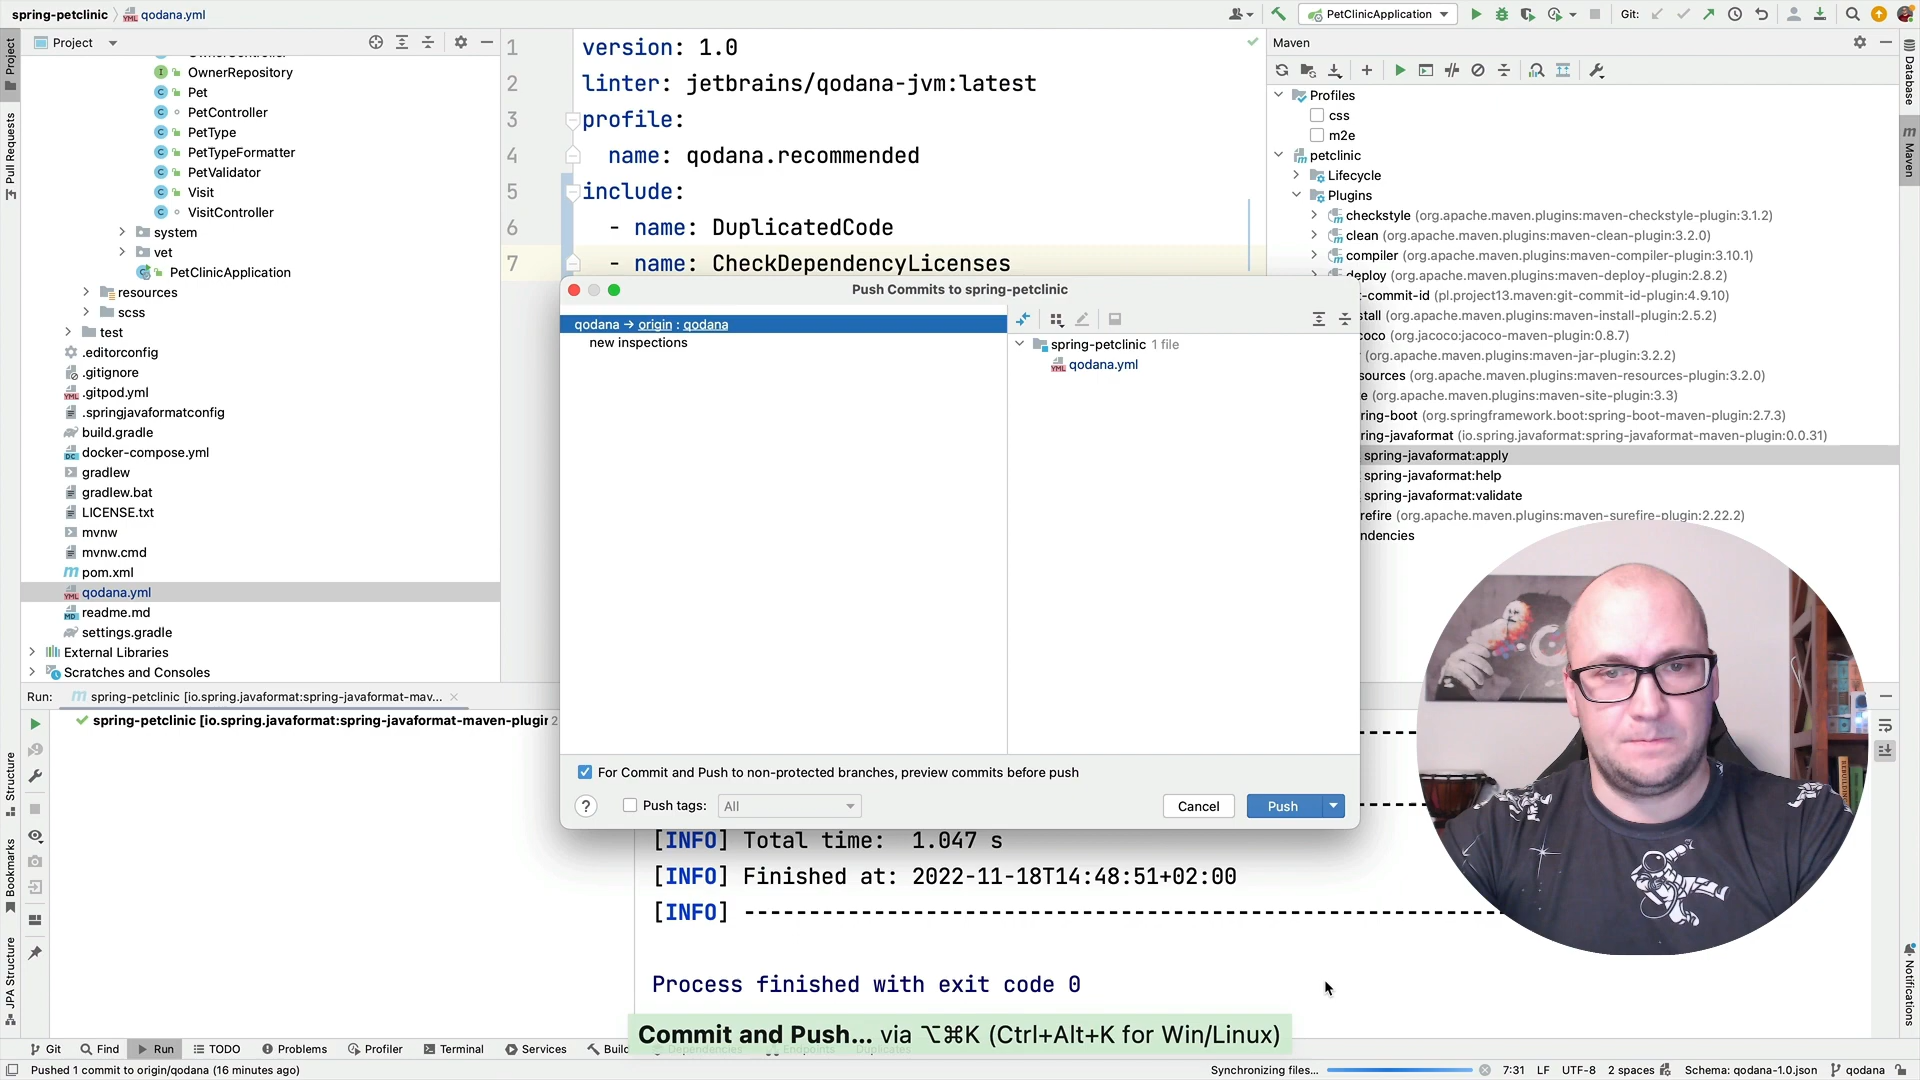 spring-petclinic qodana.yml
PetClinicApplication
Git:
Project
OwnerRepository
Pet
PetController
PetType
PetTypeFormatter
PetValidator
Visit
VisitController
system
vet
PetClinicApplication
resources
scss
test
.editorconfig
.gitignore
.gitpod.yml
.springjavaformatconfig
build.gradle
docker-compose.yml
gradlew
gradlew.bat
LICENSE.txt
mvnw
mvnw.cmd
pom.xml
qodana.yml
readme.md
settings.gradle
External Libraries
Scratches and Consoles
Project
Pull Requests
Structure
Bookmarks
JPA Structure
1 version: 1.0
2 linter: jetbrains/qodana-jvm:latest
3 profile:
4 name: qodana.recommended
5 include:
6 - name: DuplicatedCode
7 - name: CheckDependencyLicenses
Maven
Profiles
css
m2e
petclinic
Lifecycle
Plugins
checkstyle (org.apache.maven.plugins:maven-checkstyle-plugin:3.1.2)
clean (org.apache.maven.plugins:maven-clean-plugin:3.2.0)
compiler (org.apache.maven.plugins:maven-compiler-plugin:3.10.1)
deploy (org.apache.maven.plugins:maven-deploy-plugin:2.8.2)
t-commit-id (pl.project13.maven:git-commit-id-plugin:4.9.10)
stall (org.apache.maven.plugins:maven-install-plugin:2.5.2)
oco (org.jacoco:jacoco-maven-plugin:0.8.7)
(org.apache.maven.plugins:maven-jar-plugin:3.2.2)
sources (org.apache.maven.plugins:maven-resources-plugin:3.2.0)
e (org.apache.maven.plugins:maven-site-plugin:3.3)
ring-boot (org.springframework.boot:spring-boot-maven-plugin:2.7.3)
ring-javaformat (io.spring.javaformat:spring-javaformat-maven-plugin:0.0.31)
spring-javaformat:apply
spring-javaformat:help
spring-javaformat:validate
refire (org.apache.maven.plugins:maven-surefire-plugin:2.22.2)
ndencies
Database
m Maven
Notifications
Push Commits to spring-petclinic
qodana → origin : qodana
new inspections
spring-petclinic 1 file
qodana.yml
For Commit and Push to non-protected branches, preview commits before push
? Push tags: All
Cancel
Push
Run: spring-petclinic [io.spring.javaformat:spring-javaformat-mav...
spring-petclinic [io.spring.javaformat:spring-javaformat-maven-plugin 2
[INFO] Total time: 1.047 s
[INFO] Finished at: 2022-11-18T14:48:51+02:00
[INFO] ------------------------------------------------------------------------
Process finished with exit code 0
Commit and Push... via ⌥⌘K (Ctrl+Alt+K for Win/Linux)
Git Find Run TODO Problems Profiler Terminal Services Build Dependencies Endpoints
Pushed 1 commit to origin/qodana (16 minutes ago)
Synchronizing files... 7:31 LF UTF-8 2 spaces Schema: qodana-1.0.json qodana